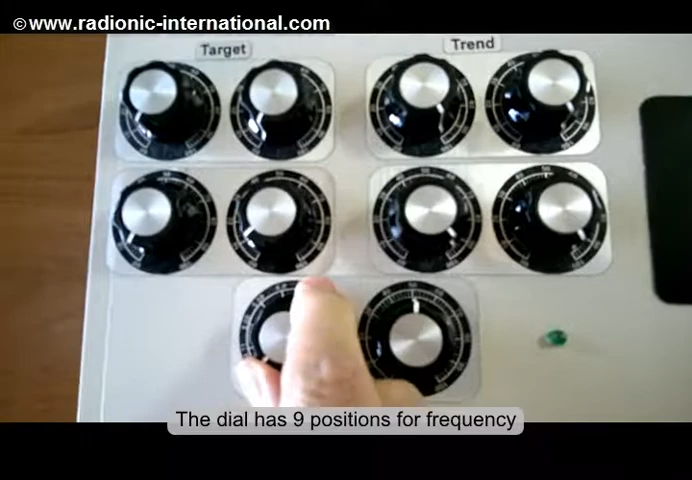 ©www.radionic-international.com
Target
Trend
The dial has 9 positions for frequency